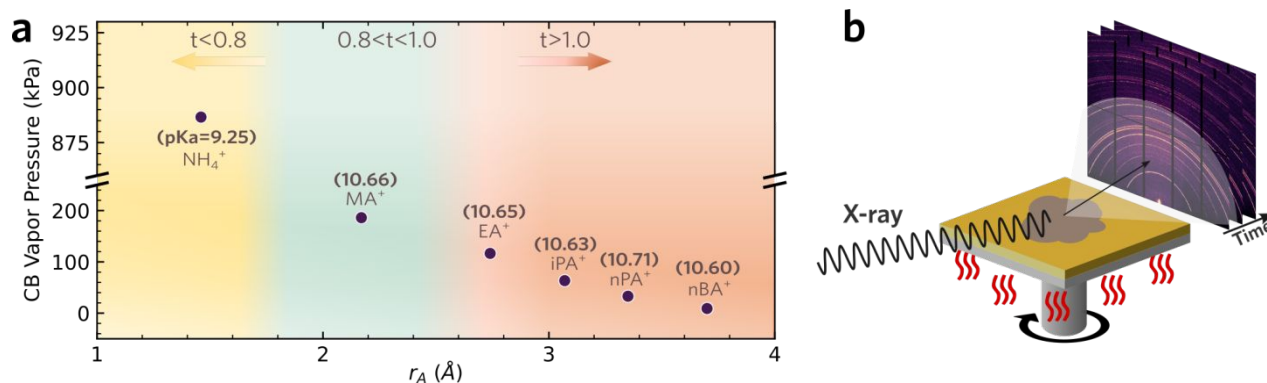 a
t<0.8
0.8<t<1.0
t>1.0
CB Vapor Pressure (kPa)
925
900
875
200
100
0
(pKa=9.25)
NH₄⁺
(10.66)
MA⁺
(10.65)
EA⁺
(10.63)
iPA⁺
(10.71)
nPA⁺
(10.60)
nBA⁺
1
2
3
4
r_A (Å)
b
X-ray
Time